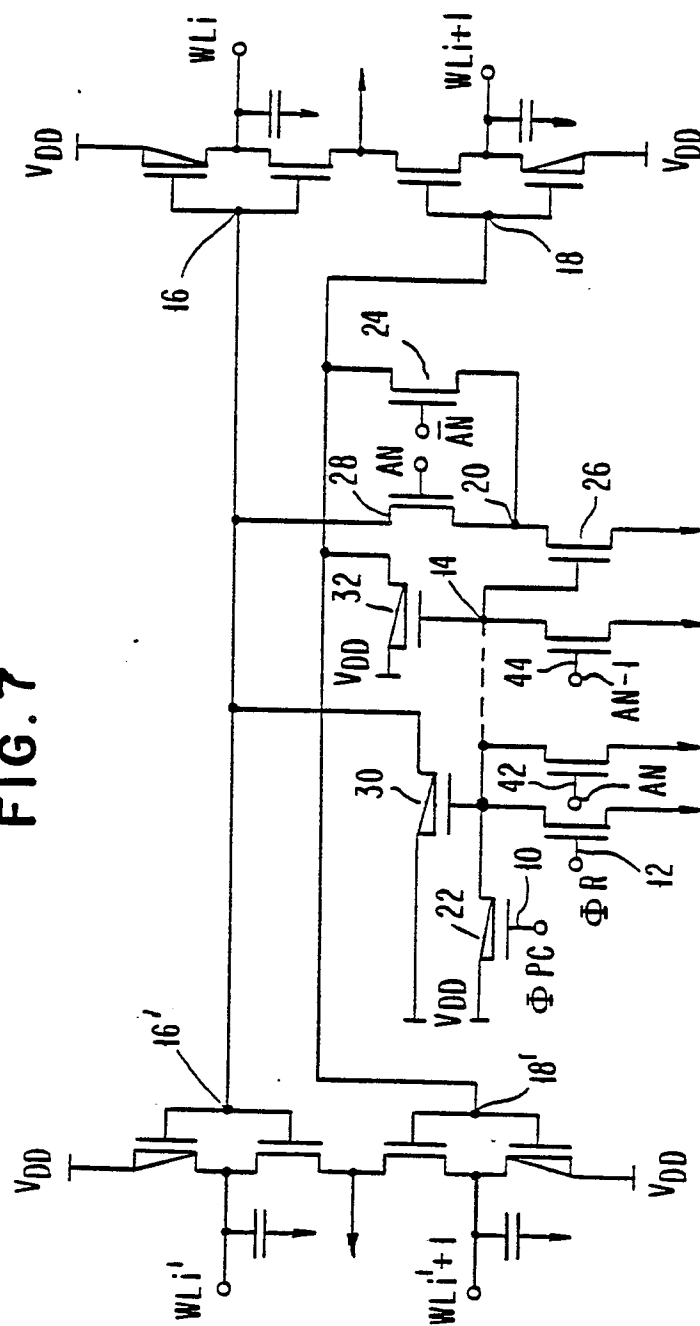 FIG. 7
VDD
WLi'
16'
VDD
16
WLi
VDD
30
32
28
AN
A̅N̅
24
22
VDD
ΦPC
10
14
20
WLi'+1
18'
WLi+1
18
VDD
ΦR
12
42
AN
44
AN-1
26
VDD